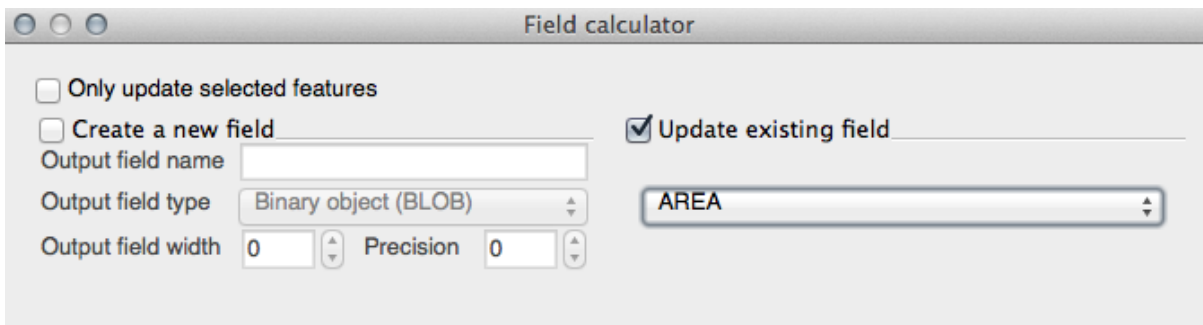 Field calculator
Only update selected features
Create a new field
Output field name
Output field type Binary object (BLOB)
Output field width 0 Precision 0
Update existing field
AREA